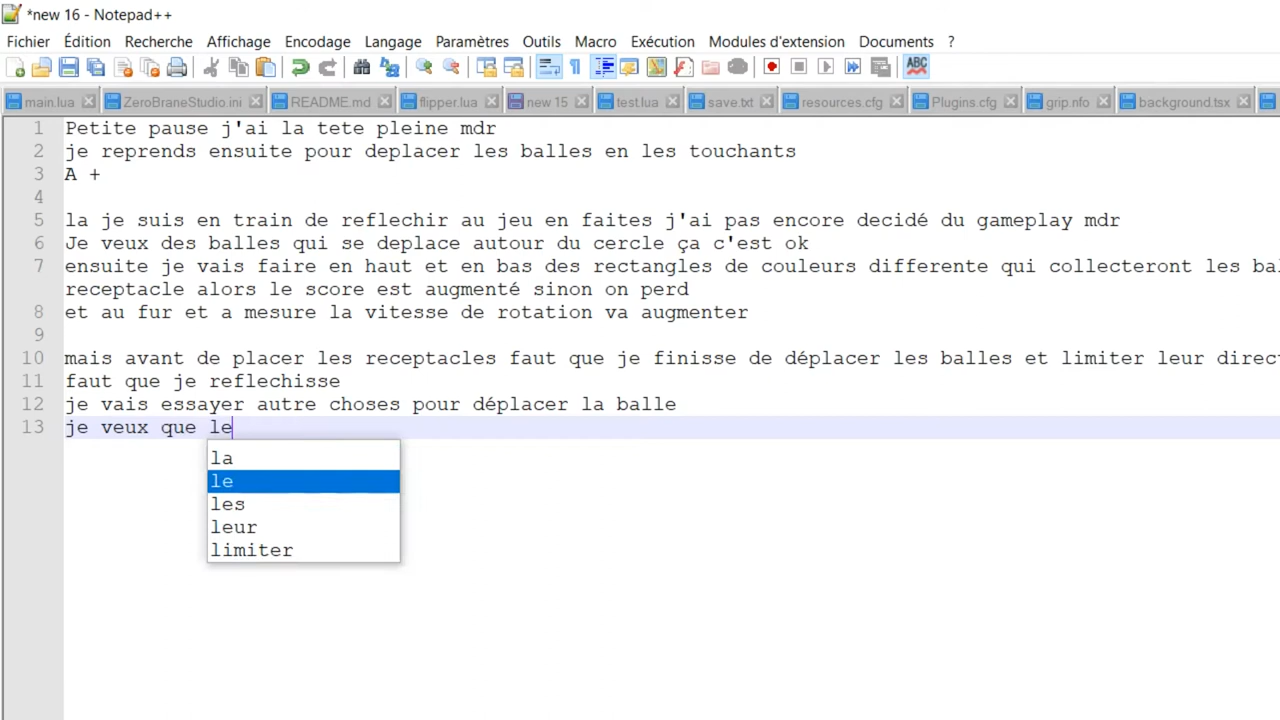 *new 16 - Notepad++
Fichier Édition Recherche Affichage Encodage Langage Paramètres Outils Macro Exécution Modules d'extension Documents ?
ABC
main.lua ZeroBraneStudio.ini README.md flipper.lua new 15 test.lua save.txt resources.cfg Plugins.cfg grip.nfo background.tsx
1 Petite pause j'ai la tete pleine mdr
2 je reprends ensuite pour deplacer les balles en les touchants
3 A +
4
5 la je suis en train de reflechir au jeu en faites j'ai pas encore decidé du gameplay mdr
6 Je veux des balles qui se deplace autour du cercle ça c'est ok
7 ensuite je vais faire en haut et en bas des rectangles de couleurs differente qui collecteront les bal
receptacle alors le score est augmenté sinon on perd
8 et au fur et a mesure la vitesse de rotation va augmenter
9
10 mais avant de placer les receptacles faut que je finisse de déplacer les balles et limiter leur direc
11 faut que je reflechisse
12 je vais essayer autre choses pour déplacer la balle
13 je veux que le
la
le
les
leur
limiter